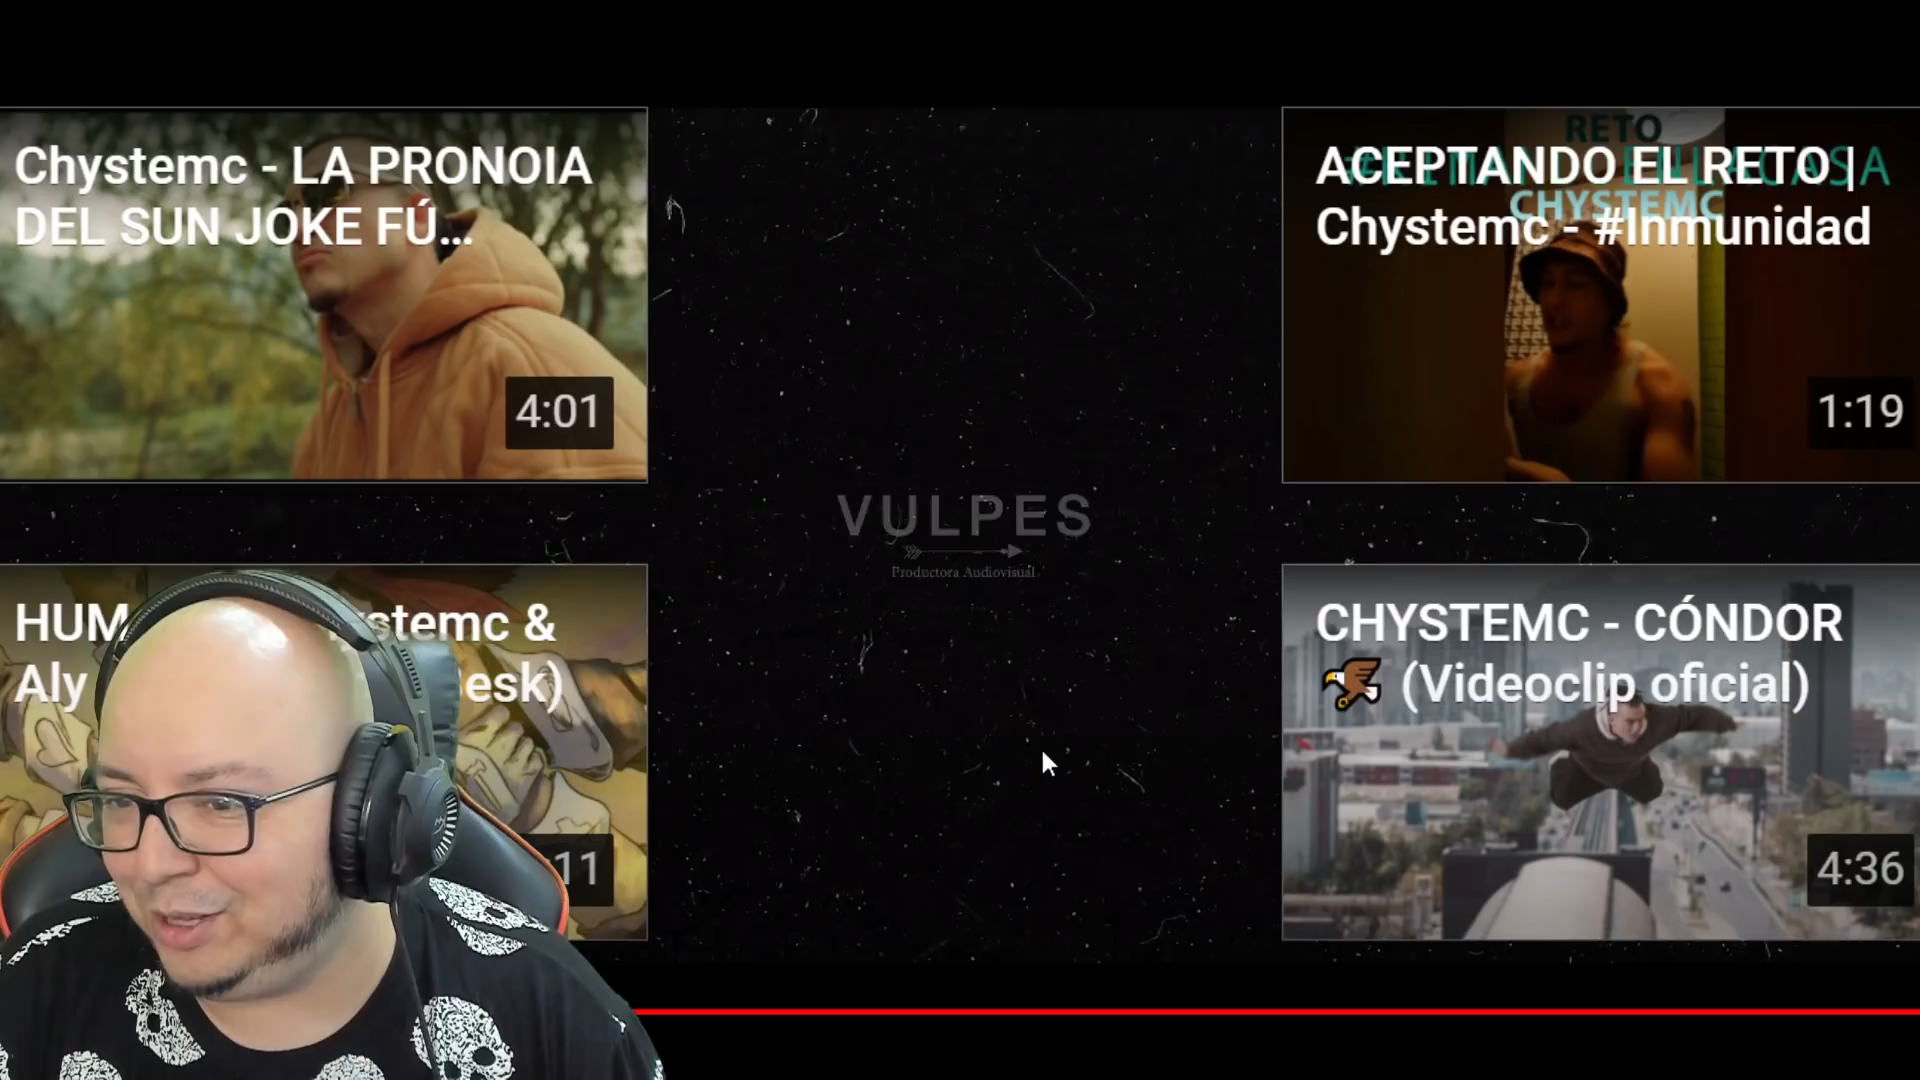 Chystemc - LA PRONOIA
DEL SUN JOKE FÚ...
4:01
RETO
ACEPTANDO EL RETO |
CHYSTEMC
Chystemc - #Inmunidad
1:19
VULPES
Productora Audiovisual
HUM ystemc &
Aly esk)
11
CHYSTEMC - CÓNDOR
(Videoclip oficial)
4:36